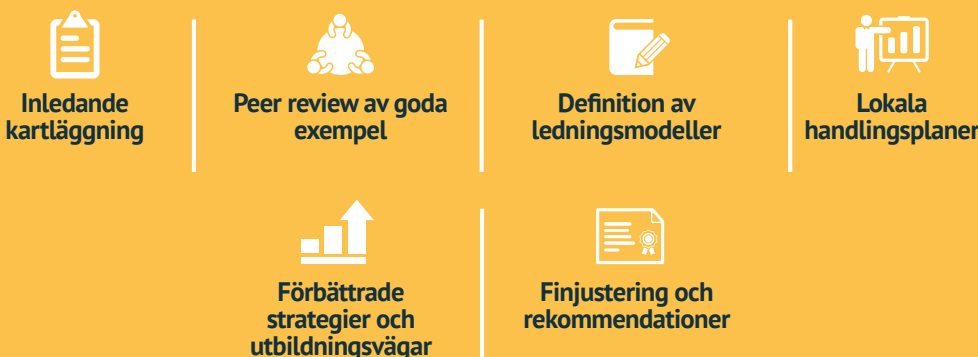 Inledande
kartläggning
Peer review av goda
exempel
Definition av
ledningsmodeller
Lokala
handlingsplaner
Förbättrade
strategier och
utbildningsvägar
Finjustering och
rekommendationer